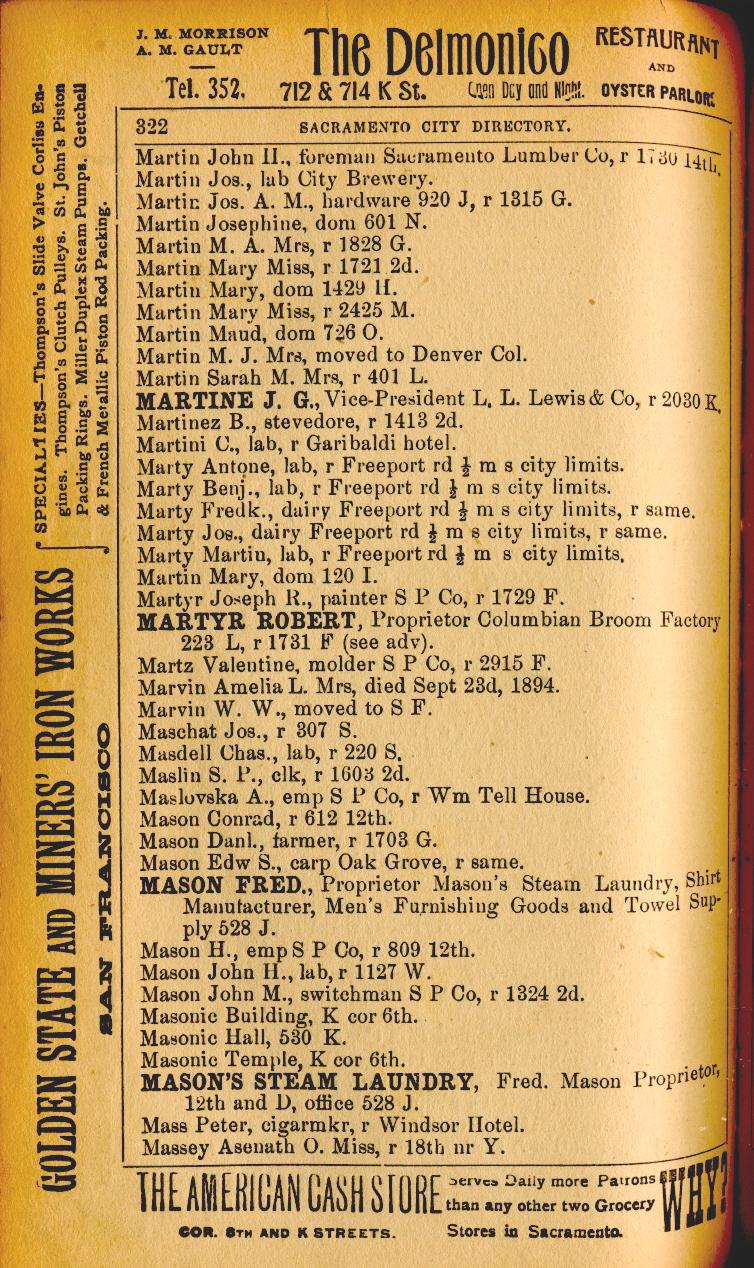 J. M. MORRISON
A. M. GAULT
Tel. 352.
The Delmonico
712 & 714 K St. Open Day and Night.
RESTAURANT
AND
OYSTER PARLORS
322 SACRAMENTO CITY DIRECTORY.
Martin John H., foreman Sacramento Lumber Co, r 1730 14th.
Martin Jos., lab City Brewery.
Martin Jos. A. M., hardware 920 J, r 1315 G.
Martin Josephine, dom 601 N.
Martin M. A. Mrs, r 1828 G.
Martin Mary Miss, r 1721 2d.
Martin Mary, dom 1429 H.
Martin Mary Miss, r 2425 M.
Martin Maud, dom 726 O.
Martin M. J. Mrs, moved to Denver Col.
Martin Sarah M. Mrs, r 401 L.
MARTINE J. G., Vice-President L. L. Lewis & Co, r 2030 K.
Martinez B., stevedore, r 1413 2d.
Martini C., lab, r Garibaldi hotel.
Marty Antone, lab, r Freeport rd ½ m s city limits.
Marty Benj., lab, r Freeport rd ½ m s city limits.
Marty Fredk., dairy Freeport rd ½ m s city limits, r same.
Marty Jos., dairy Freeport rd ½ m s city limits, r same.
Marty Martin, lab, r Freeport rd ½ m s city limits.
Martin Mary, dom 120 I.
Martyr Joseph R., painter S P Co, r 1729 F.
MARTYR ROBERT, Proprietor Columbian Broom Factory
223 L, r 1731 F (see adv).
Martz Valentine, molder S P Co, r 2915 F.
Marvin Amelia L. Mrs, died Sept 23d, 1894.
Marvin W. W., moved to S F.
Maschat Jos., r 307 S.
Masdell Chas., lab, r 220 S.
Maslin S. P., clk, r 1603 2d.
Maslovska A., emp S P Co, r Wm Tell House.
Mason Conrad, r 612 12th.
Mason Danl., farmer, r 1703 G.
Mason Edw S., carp Oak Grove, r same.
MASON FRED., Proprietor Mason's Steam Laundry, Shirt
Manufacturer, Men's Furnishing Goods and Towel Sup-
ply 528 J.
Mason H., emp S P Co, r 809 12th.
Mason John H., lab, r 1127 W.
Mason John M., switchman S P Co, r 1324 2d.
Masonic Building, K cor 6th.
Masonic Hall, 530 K.
Masonic Temple, K cor 6th.
MASON'S STEAM LAUNDRY, Fred. Mason Proprietor,
12th and D, office 528 J.
Mass Peter, cigarmkr, r Windsor Hotel.
Massey Asenath O. Miss, r 18th nr Y.
GOLDEN STATE AND MINERS' IRON WORKS
SAN FRANCISCO
SPECIALTIES—Thompson's Slide Valve Corliss En-
gines. Thompson's Clutch Pulleys. St. John's Piston
Packing Rings. Miller Duplex Steam Pumps. Getchell
& French Metallic Piston Rod Packing.
THE AMERICAN CASH STORE
COR. 8TH AND K STREETS.
Serves Daily more Patrons
than any other two Grocery
Stores in Sacramento.
WHY?